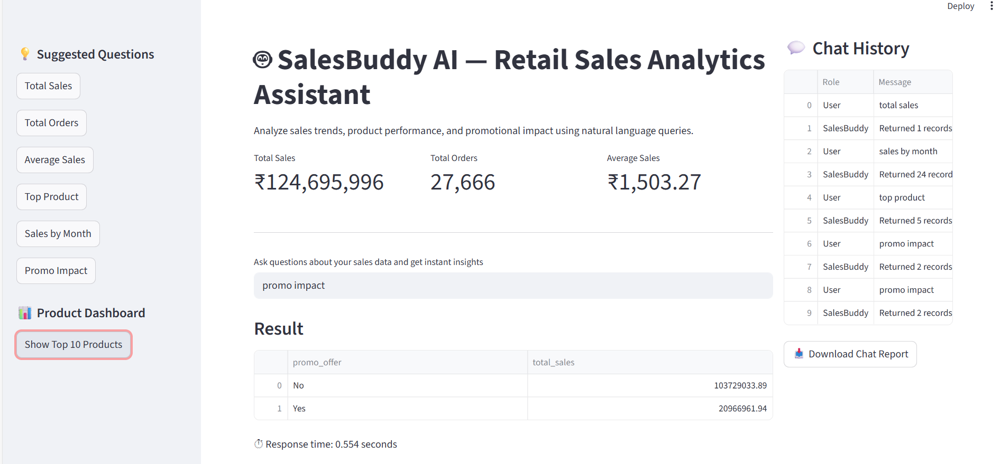 Deploy
💡 Suggested Questions
Total Sales
Total Orders
Average Sales
Top Product
Sales by Month
Promo Impact
📊 Product Dashboard
Show Top 10 Products
SalesBuddy AI — Retail Sales Analytics
Assistant
Analyze sales trends, product performance, and promotional impact using natural language queries.
Total Sales
₹124,695,996
Total Orders
27,666
Average Sales
₹1,503.27
Ask questions about your sales data and get instant insights
promo impact
Result
promo_offer total_sales
0 No 103729033.89
1 Yes 20966961.94
⏱ Response time: 0.554 seconds
💬 Chat History
Role Message
0 User total sales
1 SalesBuddy Returned 1 records
2 User sales by month
3 SalesBuddy Returned 24 record
4 User top product
5 SalesBuddy Returned 5 records
6 User promo impact
7 SalesBuddy Returned 2 records
8 User promo impact
9 SalesBuddy Returned 2 records
📥 Download Chat Report